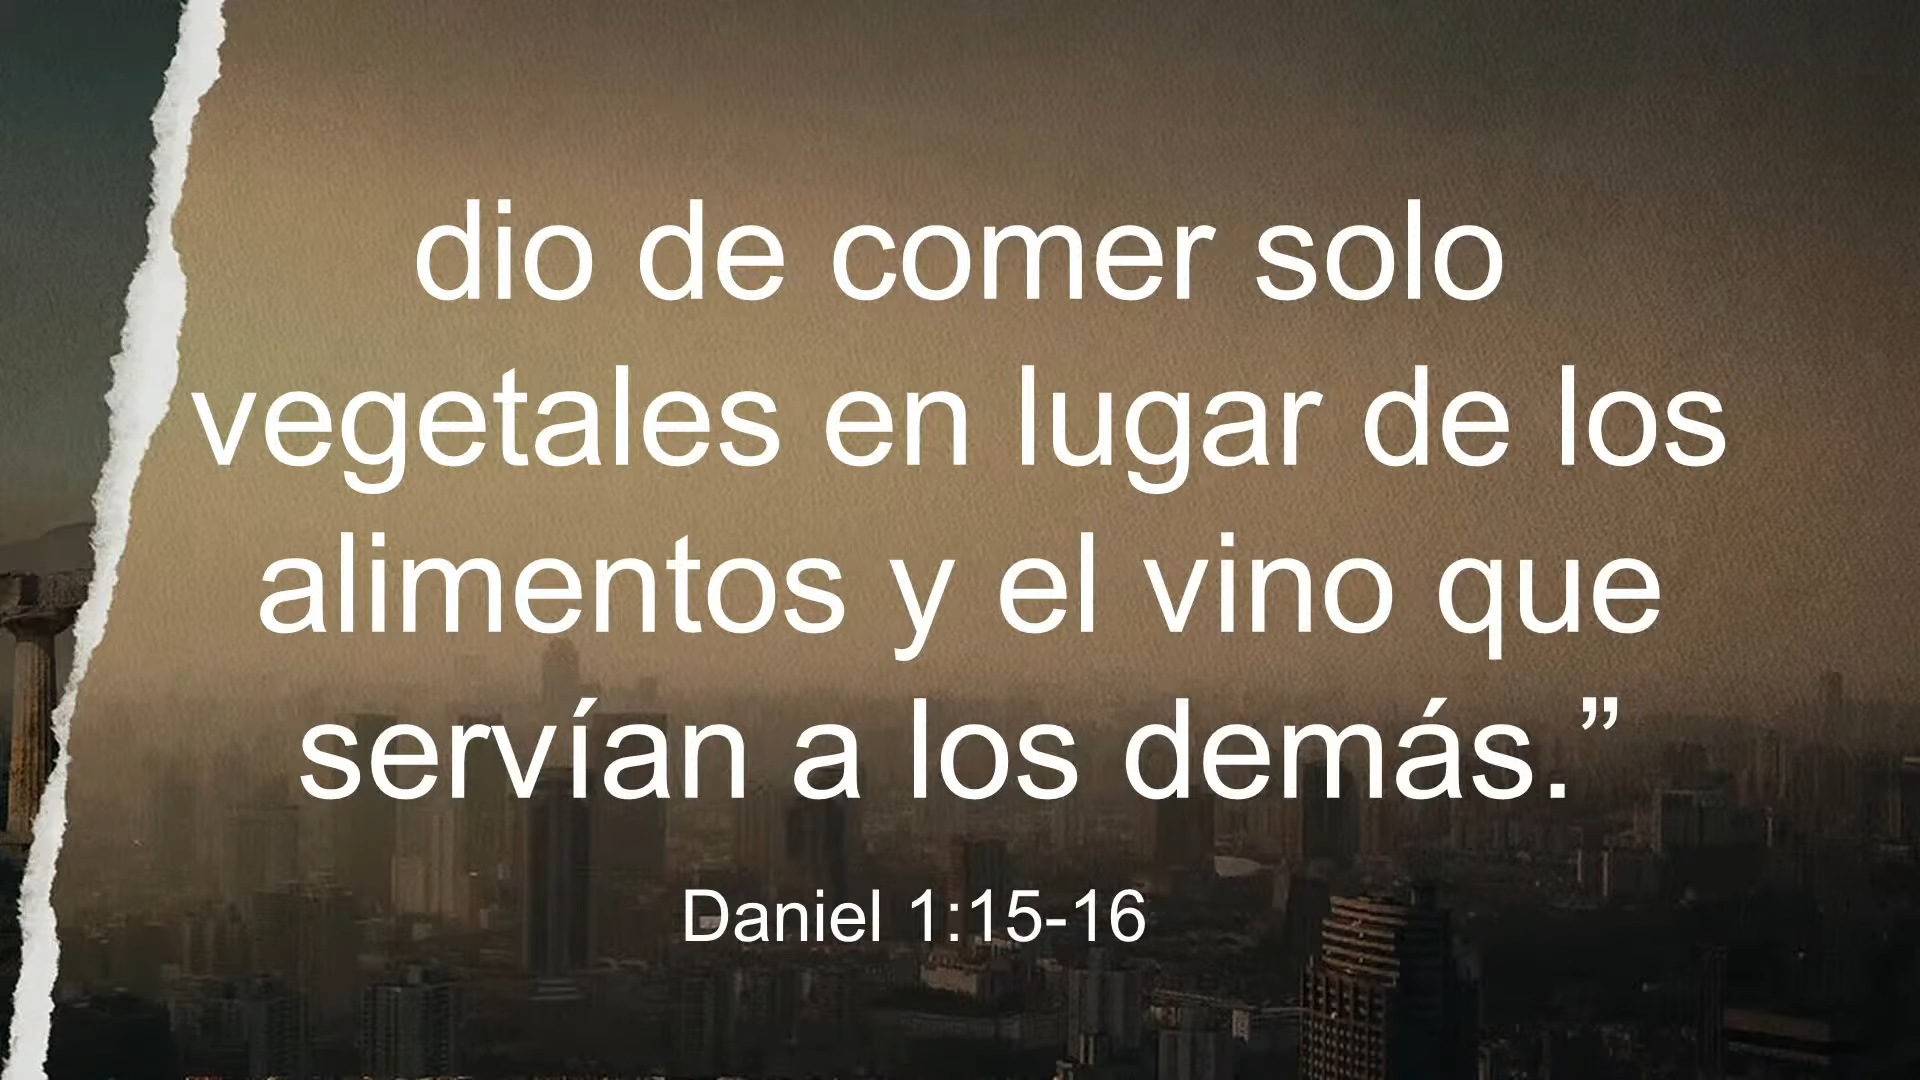 dio de comer solo
vegetales en lugar de los
alimentos y el vino que
servían a los demás.”
Daniel 1:15-16